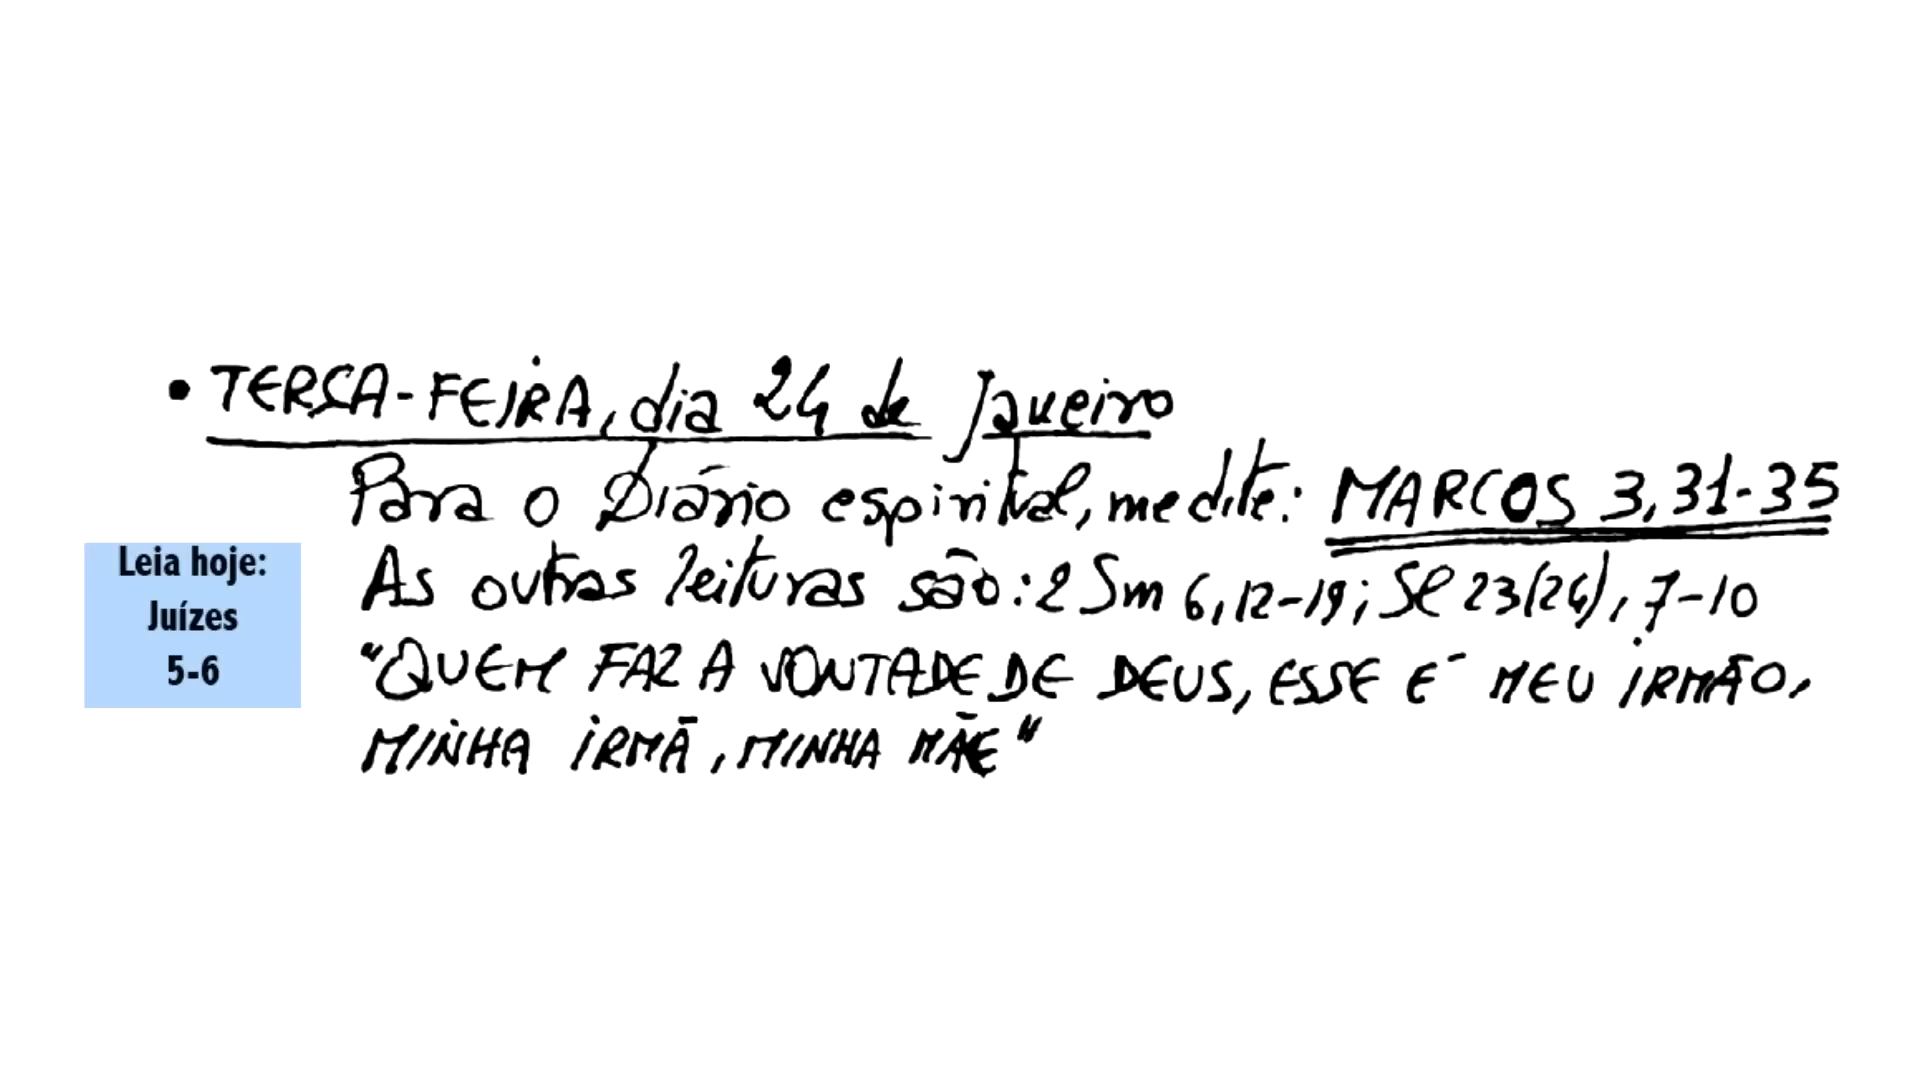 • TERÇA-FEIRA, dia 24 de Janeiro
Para o Diário espiritual, medite: MARCOS 3,31-35
Leia hoje:
Juízes
5-6
As outras leituras são: 2 Sm 6,12-19; Sl 23(24), 7-10
"QUEM FAZ A VONTADE DE DEUS, ESSE É MEU IRMÃO,
MINHA IRMÃ, MINHA MÃE"